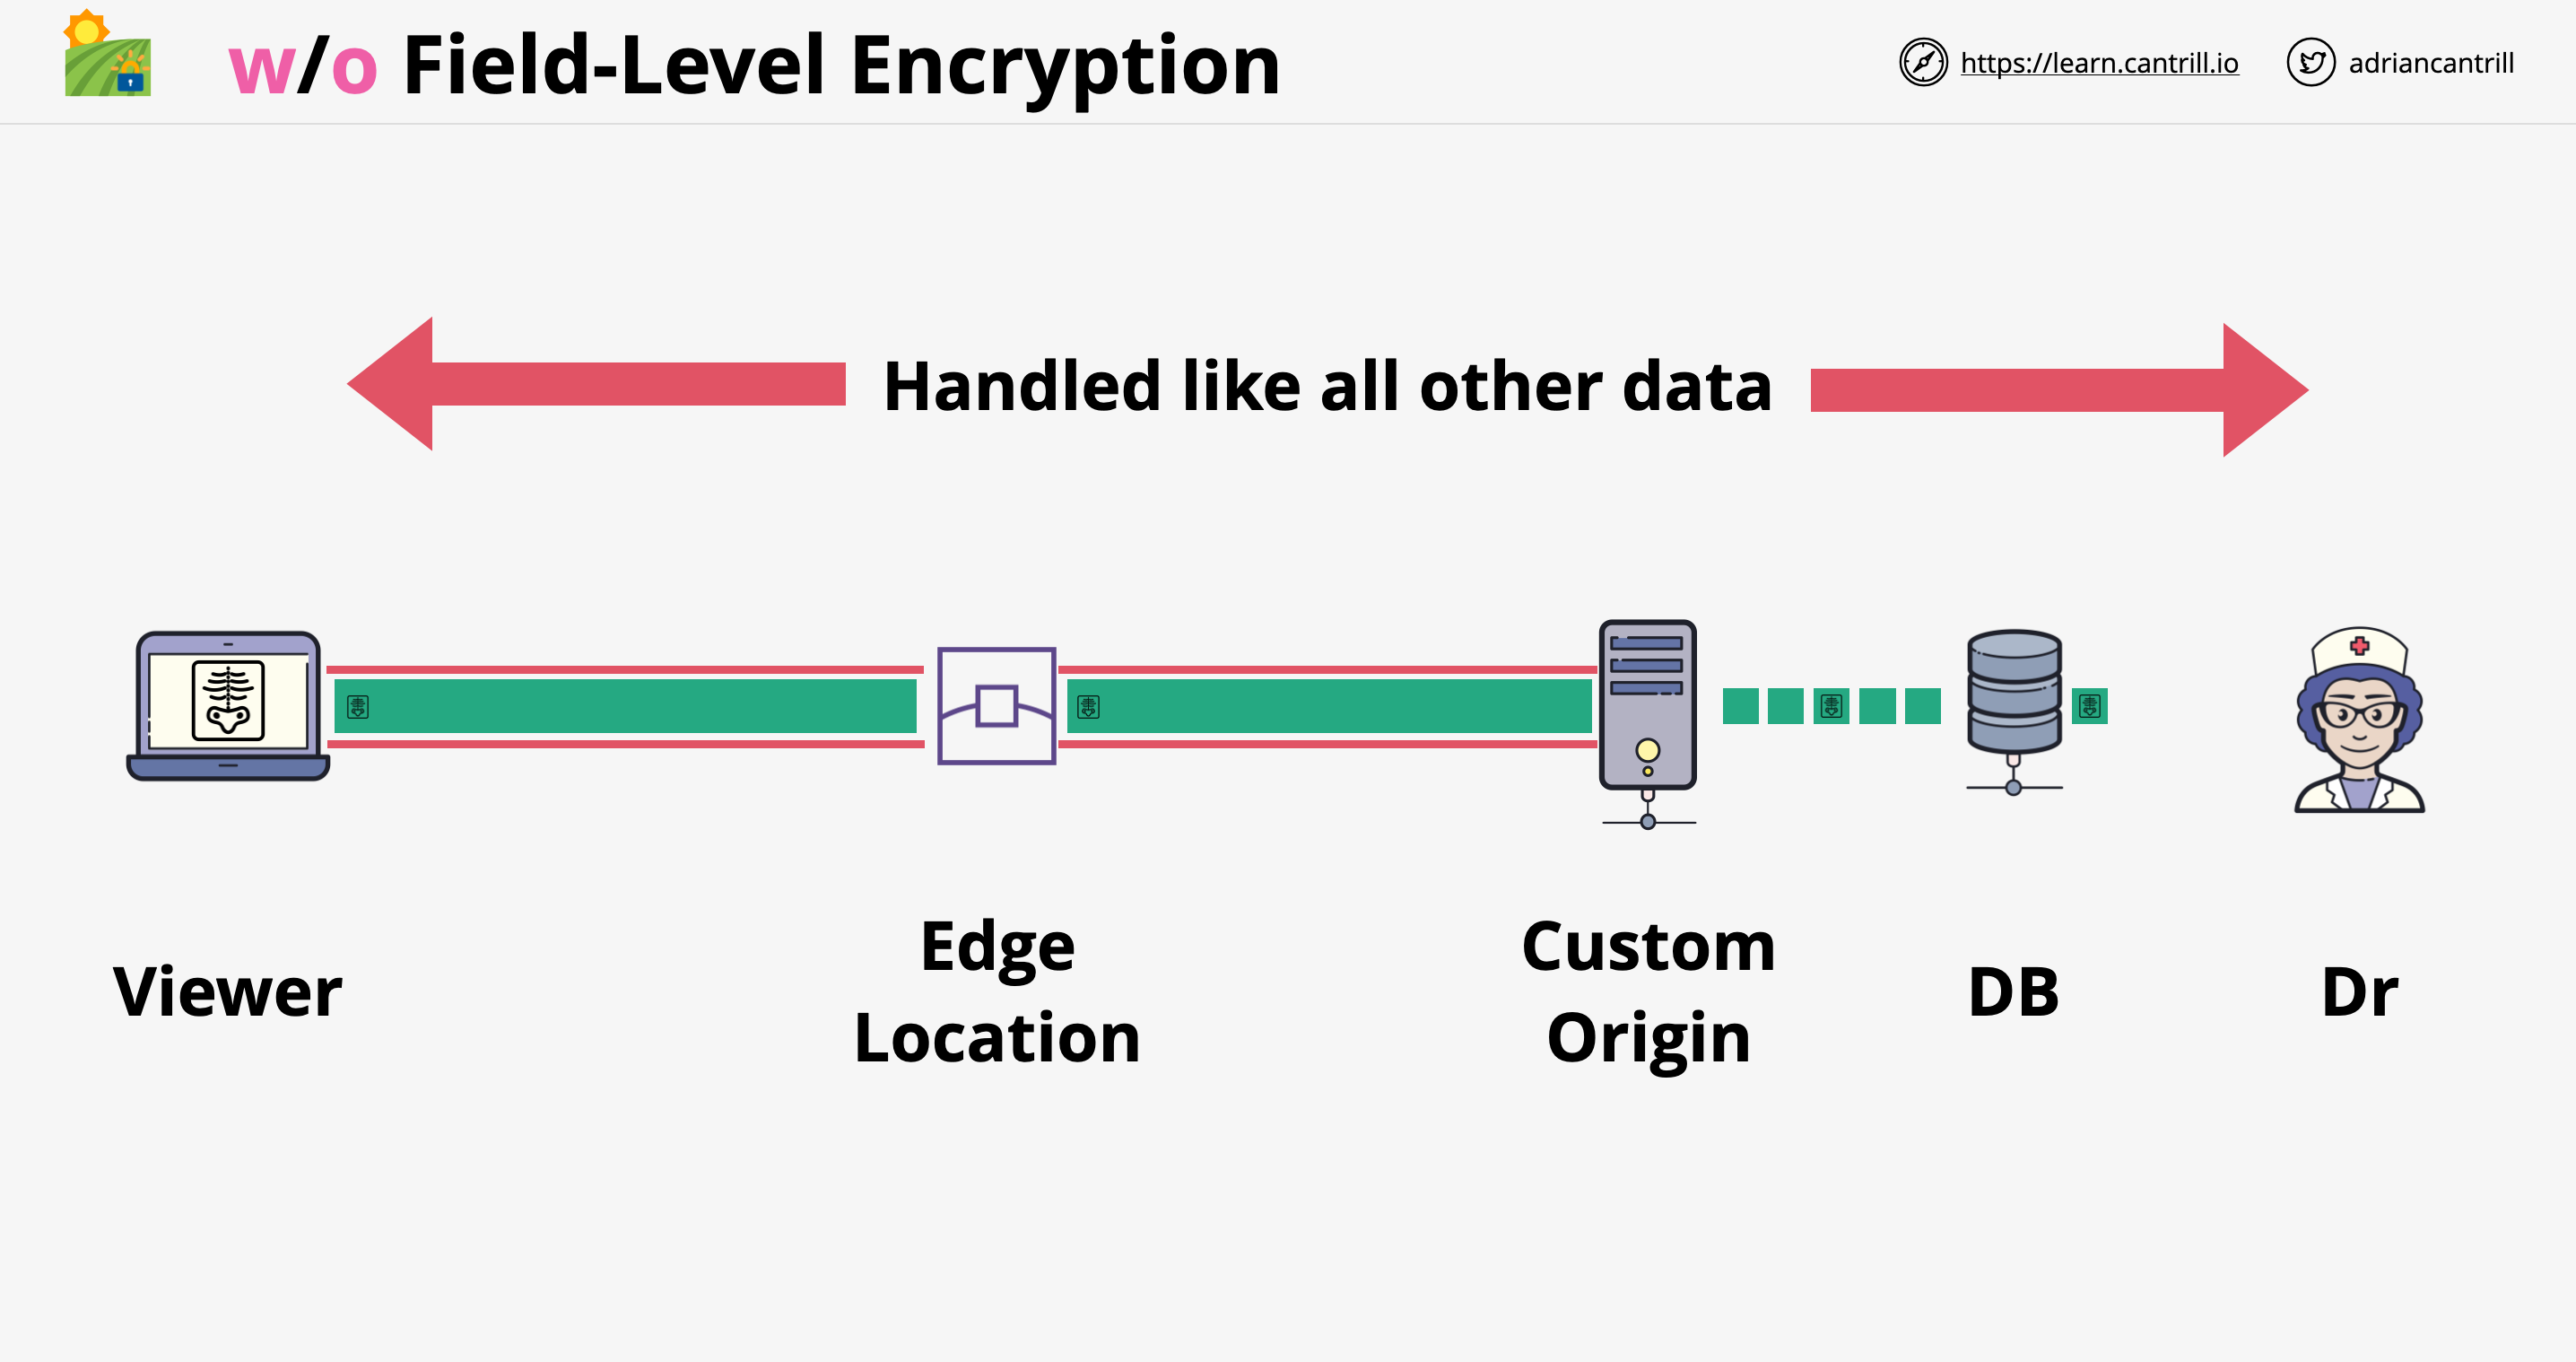 w/o Field-Level Encryption
https://learn.cantrill.io
adriancantrill
Handled like all other data
Viewer
Edge
Location
Custom
Origin
DB
Dr